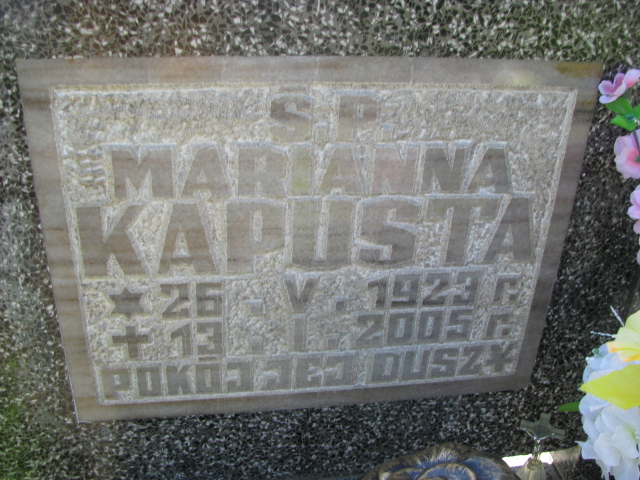 Ś.P.
MARIANNA
KAPUSTA
* 25. V. 1923 r.
✝ 13. I. 2005 r.
POKÓJ JEJ DUSZY